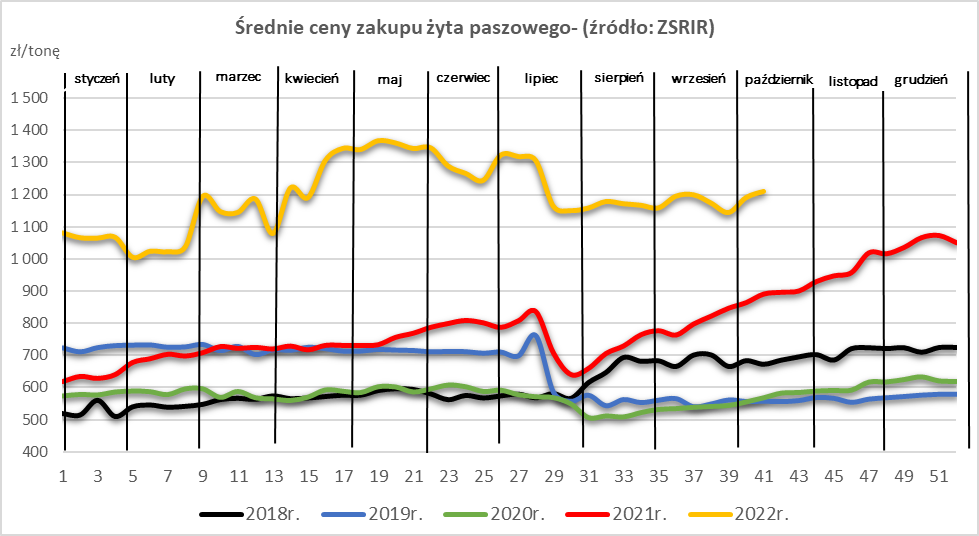 Średnie ceny zakupu żyta paszowego- (źródło: ZSRIR)
zł/tonę
styczeń luty marzec kwiecień maj czerwiec lipiec sierpień wrzesień październik listopad grudzień
1 500
1 400
1 300
1 200
1 100
1 000
900
800
700
600
500
400
1 3 5 7 9 11 13 15 17 19 21 23 25 27 29 31 33 35 37 39 41 43 45 47 49 51
2018r. 2019r. 2020r. 2021r. 2022r.